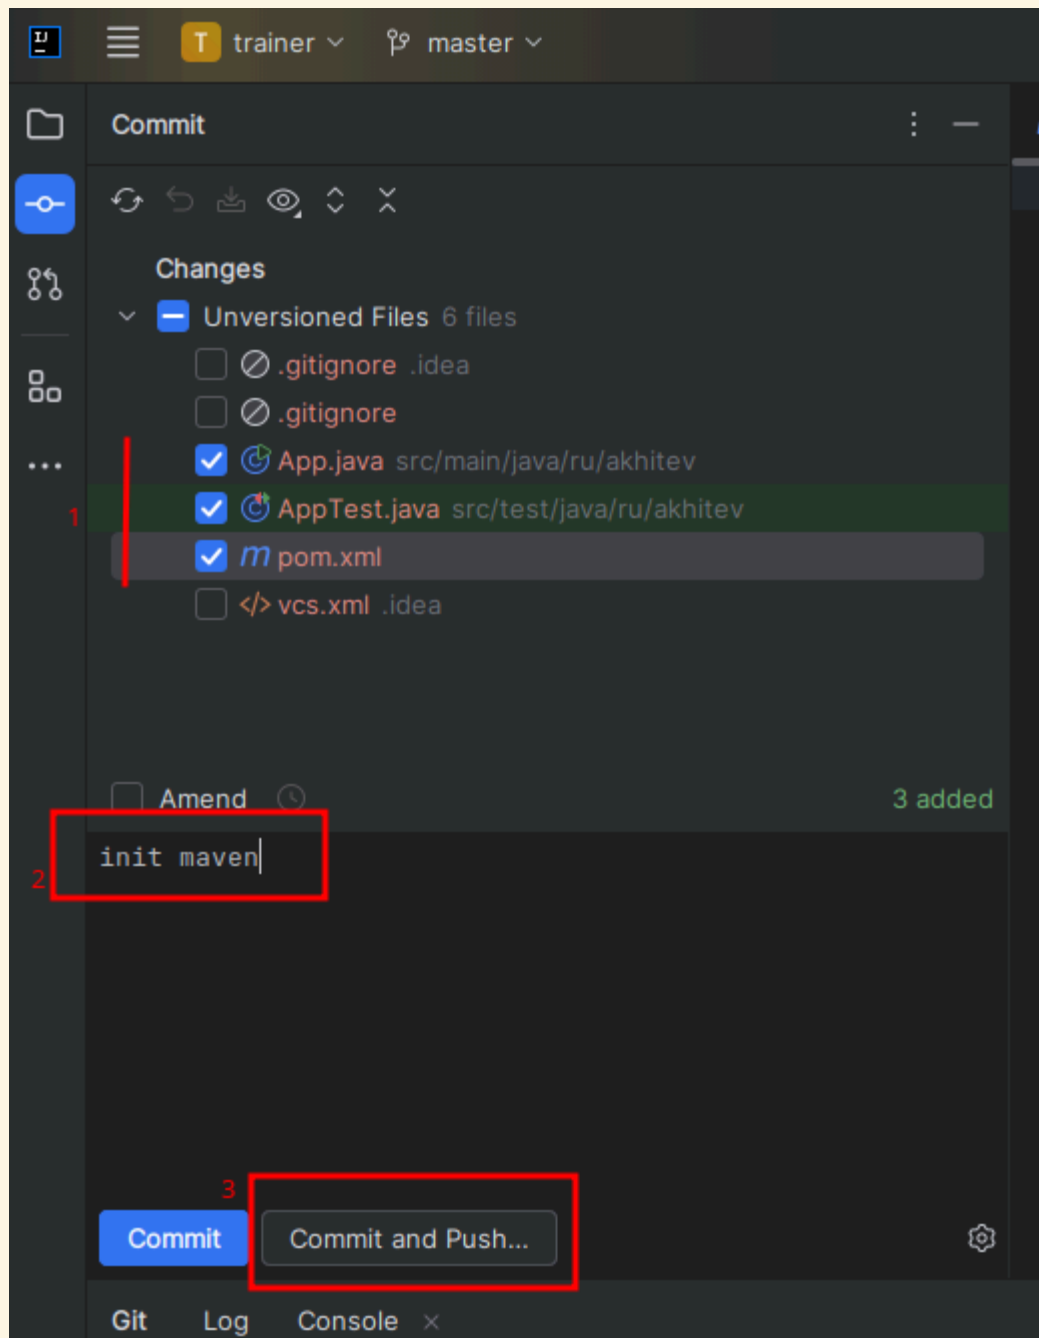 IJ
T trainer master
Commit
Changes
Unversioned Files 6 files
.gitignore .idea
.gitignore
App.java src/main/java/ru/akhitev
1
AppTest.java src/test/java/ru/akhitev
m pom.xml
</> vcs.xml .idea
Amend 3 added
init maven
2
3
Commit Commit and Push...
Git Log Console